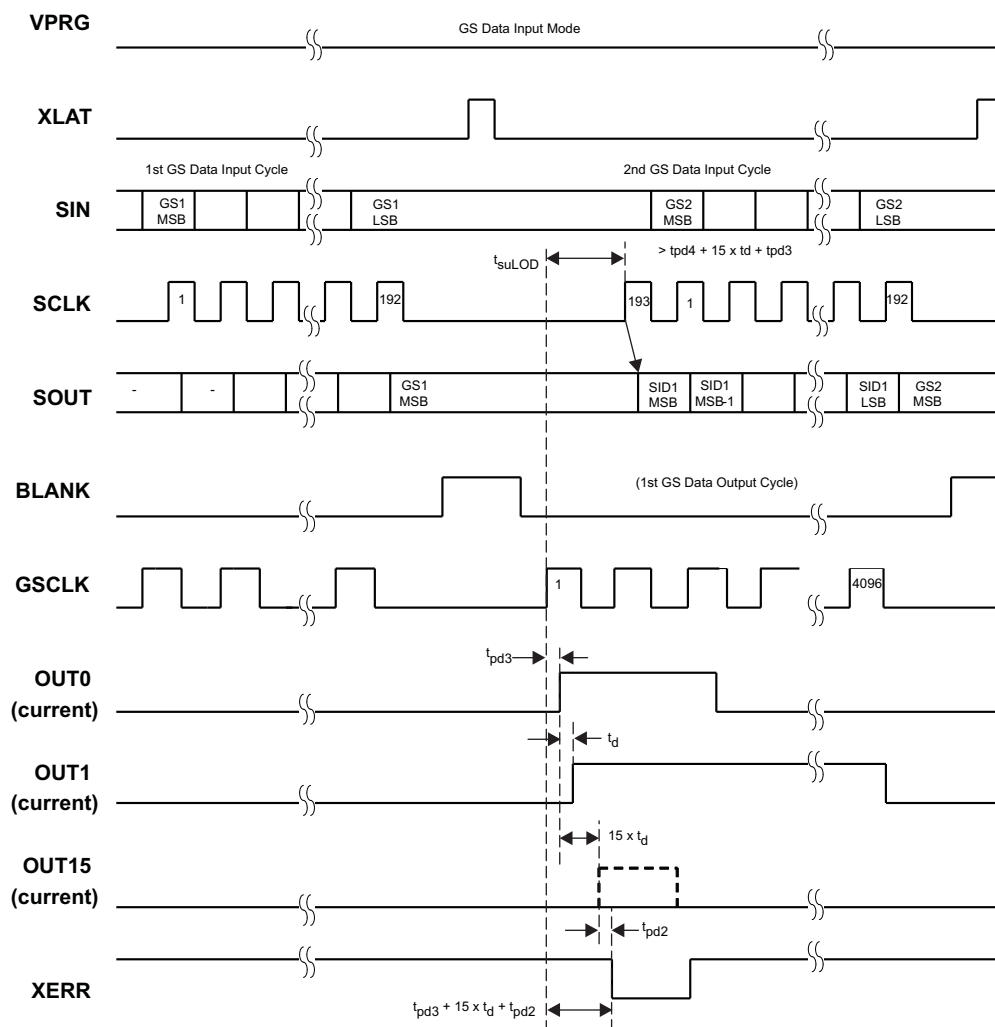 VPRG
GS Data Input Mode
XLAT
1st GS Data Input Cycle
2nd GS Data Input Cycle
SIN
GS1
MSB
GS1
LSB
GS2
MSB
GS2
LSB
tsuLOD
> tpd4 + 15 x td + tpd3
SCLK
1
192
193
1
192
SOUT
-
-
GS1
MSB
SID1
MSB
SID1
MSB-1
SID1
LSB
GS2
MSB
BLANK
(1st GS Data Output Cycle)
GSCLK
1
4096
tpd3
OUT0
(current)
td
OUT1
(current)
15 x td
OUT15
(current)
tpd2
XERR
tpd3 + 15 x td + tpd2